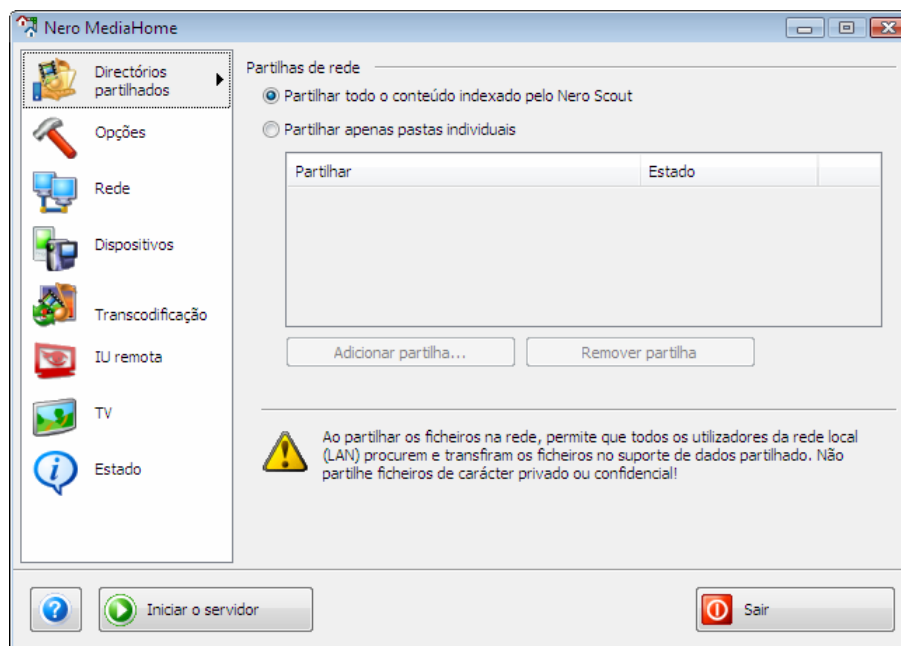 Nero MediaHome
Directórios
partilhados
Opções
Rede
Dispositivos
Transcodificação
IU remota
TV
Estado
Partilhas de rede
Partilhar todo o conteúdo indexado pelo Nero Scout
Partilhar apenas pastas individuais
Partilhar Estado
Adicionar partilha... Remover partilha
Ao partilhar os ficheiros na rede, permite que todos os utilizadores da rede local
(LAN) procurem e transfiram os ficheiros no suporte de dados partilhado. Não
partilhe ficheiros de carácter privado ou confidencial!
Iniciar o servidor
Sair